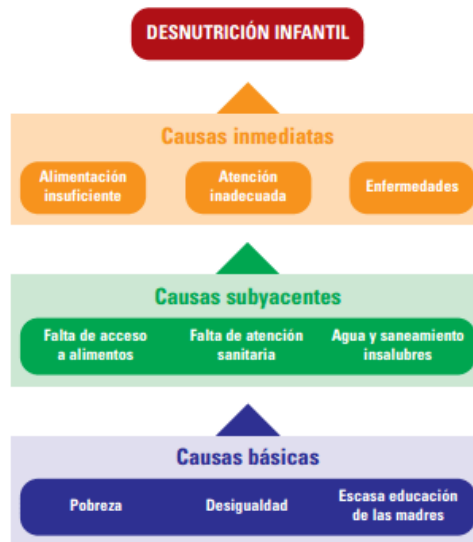 DESNUTRICIÓN INFANTIL
Causas inmediatas
Alimentación
insuficiente
Atención
inadecuada
Enfermedades
Causas subyacentes
Falta de acceso
a alimentos
Falta de atención
sanitaria
Agua y saneamiento
insalubres
Causas básicas
Pobreza
Desigualdad
Escasa educación
de las madres